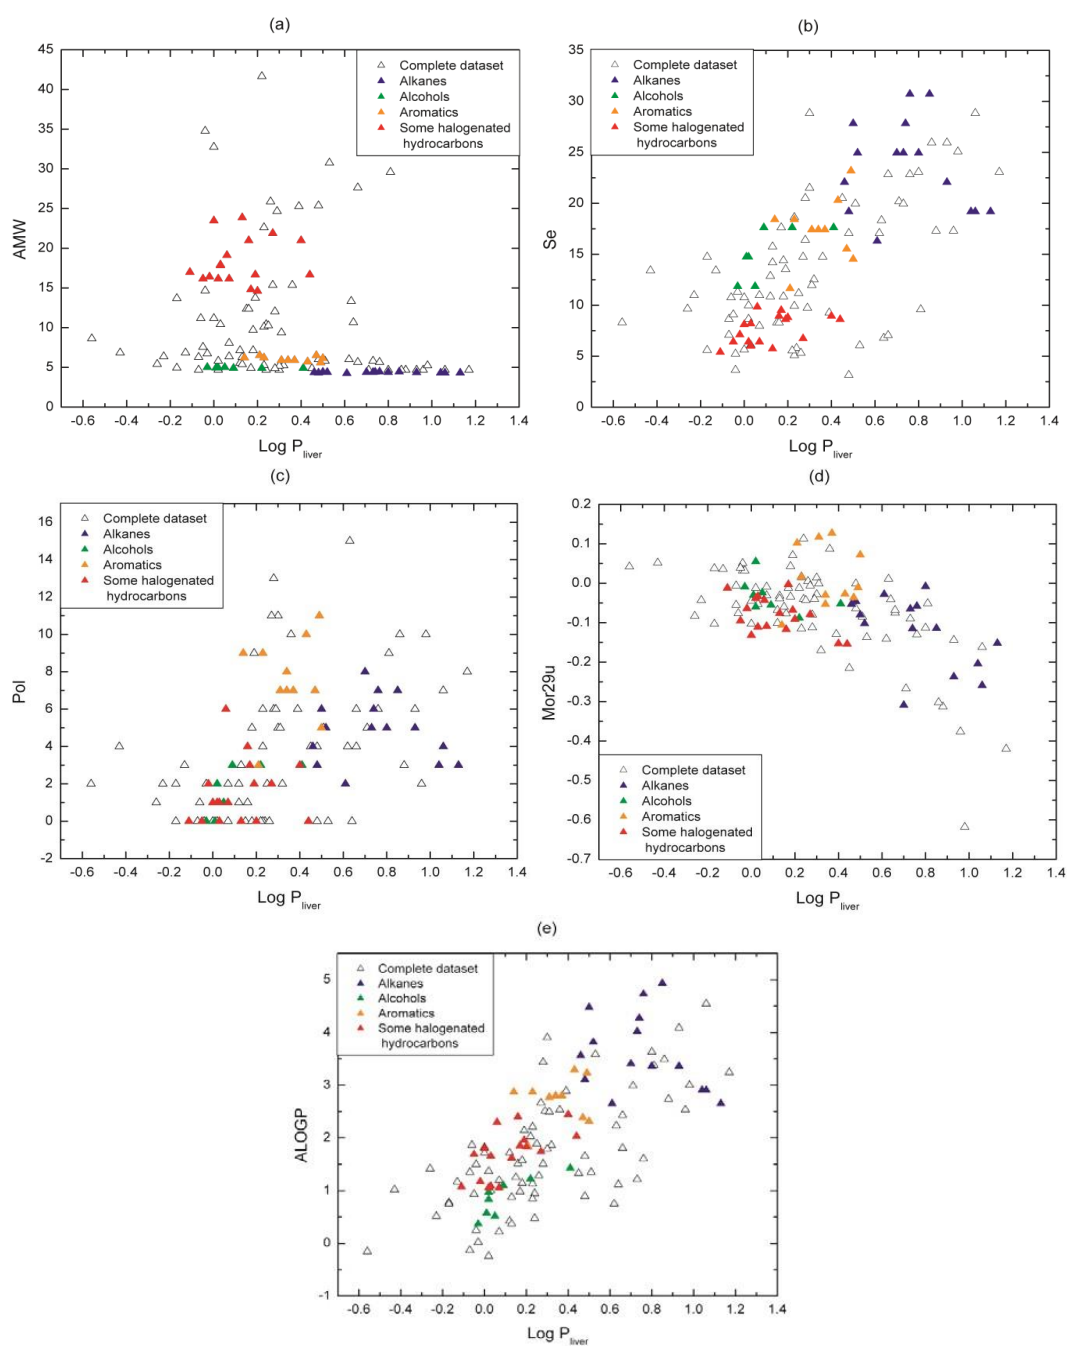 (a)
45
40
35
30
25
20
15
10
5
0
AMW
Complete dataset
Alkanes
Alcohols
Aromatics
Some halogenated
hydrocarbons
-0.6 -0.4 -0.2 0.0 0.2 0.4 0.6 0.8 1.0 1.2 1.4
Log P liver
(b)
35
30
25
20
15
10
5
0
Se
Complete dataset
Alkanes
Alcohols
Aromatics
Some halogenated
hydrocarbons
-0.6 -0.4 -0.2 0.0 0.2 0.4 0.6 0.8 1.0 1.2 1.4
Log P liver
(c)
16
14
12
10
8
6
4
2
0
-2
Pol
Complete dataset
Alkanes
Alcohols
Aromatics
Some halogenated
hydrocarbons
-0.6 -0.4 -0.2 0.0 0.2 0.4 0.6 0.8 1.0 1.2 1.4
Log P liver
(d)
0.2
0.1
0.0
-0.1
-0.2
-0.3
-0.4
-0.5
-0.6
-0.7
Mor29u
Complete dataset
Alkanes
Alcohols
Aromatics
Some halogenated
hydrocarbons
-0.6 -0.4 -0.2 0.0 0.2 0.4 0.6 0.8 1.0 1.2 1.4
Log P liver
(e)
5
4
3
2
1
0
-1
ALOGP
Complete dataset
Alkanes
Alcohols
Aromatics
Some halogenated
hydrocarbons
-0.6 -0.4 -0.2 0.0 0.2 0.4 0.6 0.8 1.0 1.2 1.4
Log P liver